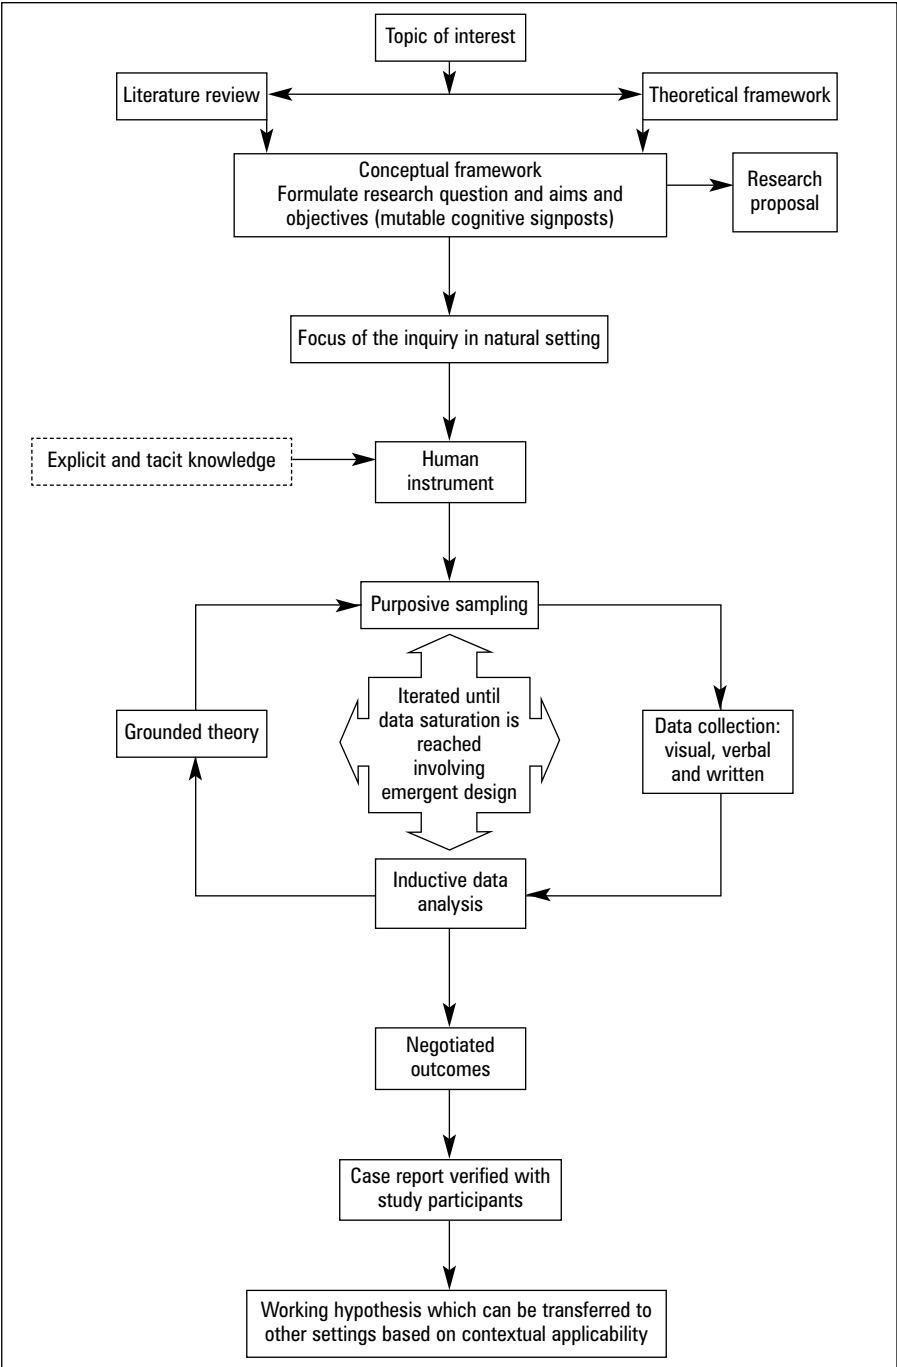 Topic of interest
Literature review
Theoretical framework
Conceptual framework
Formulate research question and aims and
objectives (mutable cognitive signposts)
Research
proposal
Focus of the inquiry in natural setting
Explicit and tacit knowledge
Human
instrument
Purposive sampling
Iterated until
data saturation is
reached
involving
emergent design
Grounded theory
Data collection:
visual, verbal
and written
Inductive data
analysis
Negotiated
outcomes
Case report verified with
study participants
Working hypothesis which can be transferred to
other settings based on contextual applicability